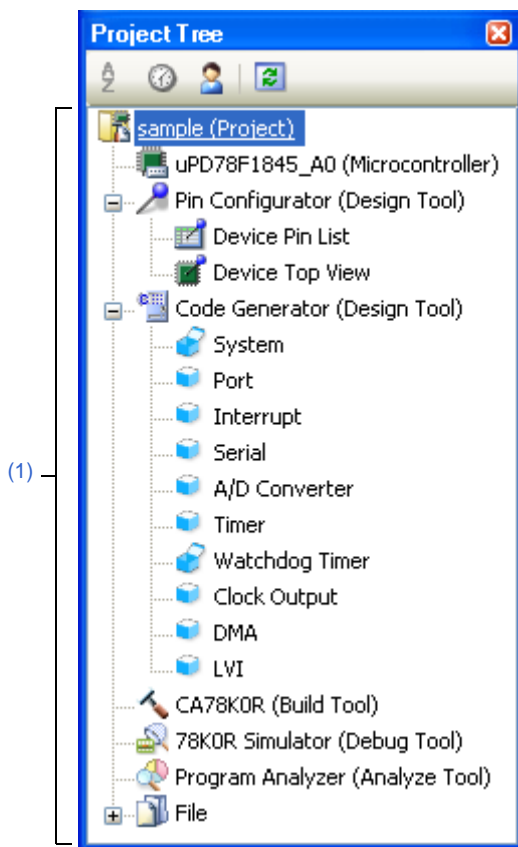 Project Tree
sample (Project)
uPD78F1845_A0 (Microcontroller)
Pin Configurator (Design Tool)
Device Pin List
Device Top View
Code Generator (Design Tool)
System
Port
Interrupt
Serial
(1)
A/D Converter
Timer
Watchdog Timer
Clock Output
DMA
LVI
CA78K0R (Build Tool)
78K0R Simulator (Debug Tool)
Program Analyzer (Analyze Tool)
File